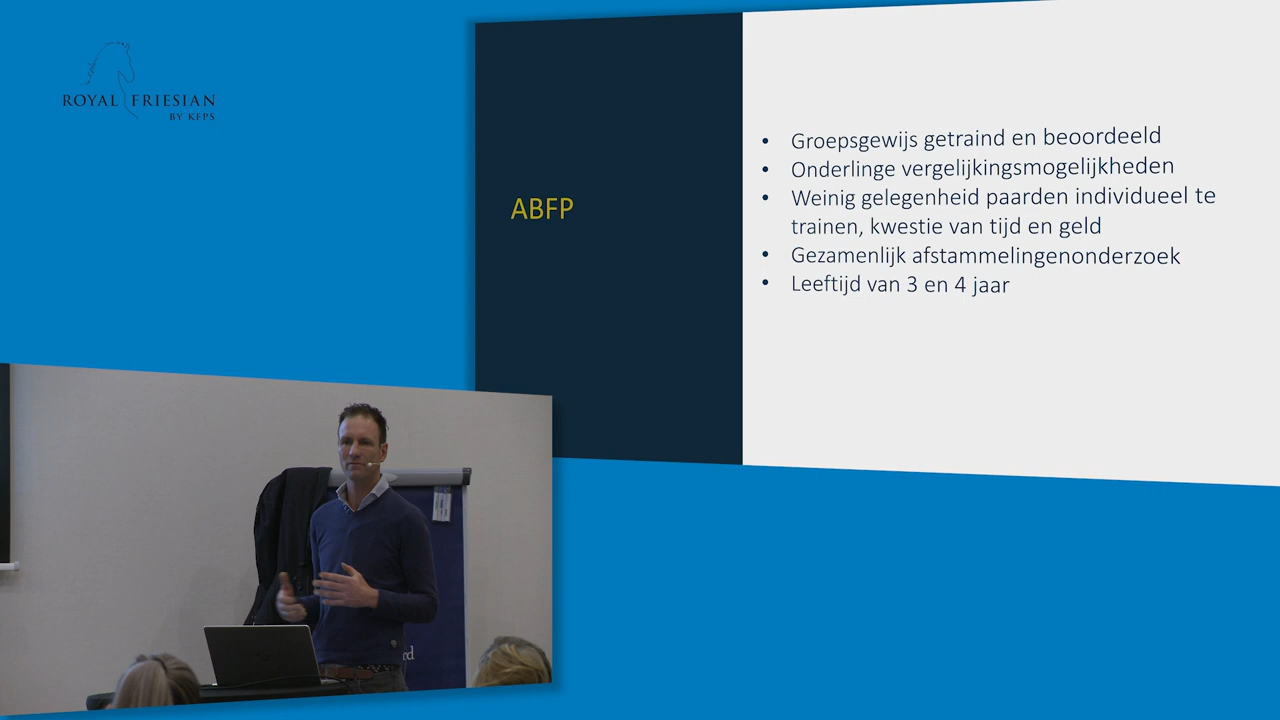 ROYAL FRIESIAN
BY KFPS
ABFP
• Groepsgewijs getraind en beoordeeld
• Onderlinge vergelijkingsmogelijkheden
• Weinig gelegenheid paarden individueel te
trainen, kwestie van tijd en geld
• Gezamenlijk afstammelingenonderzoek
• Leeftijd van 3 en 4 jaar